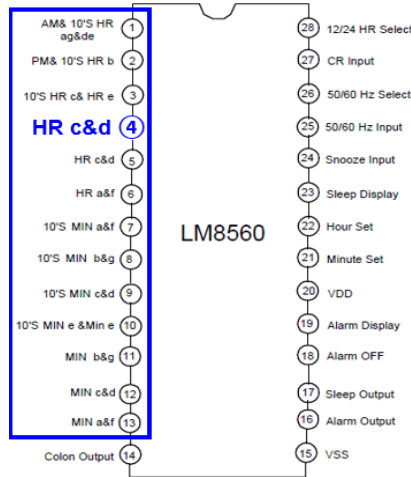 AM& 10'S HR
ag&de
1
PM& 10'S HR b
2
10'S HR c& HR e
3
HR c&d
4
HR c&d
5
HR a&f
6
10'S MIN a&f
7
10'S MIN b&g
8
10'S MIN c&d
9
10'S MIN e &Min e
10
MIN b&g
11
MIN c&d
12
MIN a&f
13
Colon Output
14
LM8560
28
12/24 HR Select
27
CR Input
26
50/60 Hz Select
25
50/60 Hz Input
24
Snooze Input
23
Sleep Display
22
Hour Set
21
Minute Set
20
VDD
19
Alarm Display
18
Alarm OFF
17
Sleep Output
16
Alarm Output
15
VSS